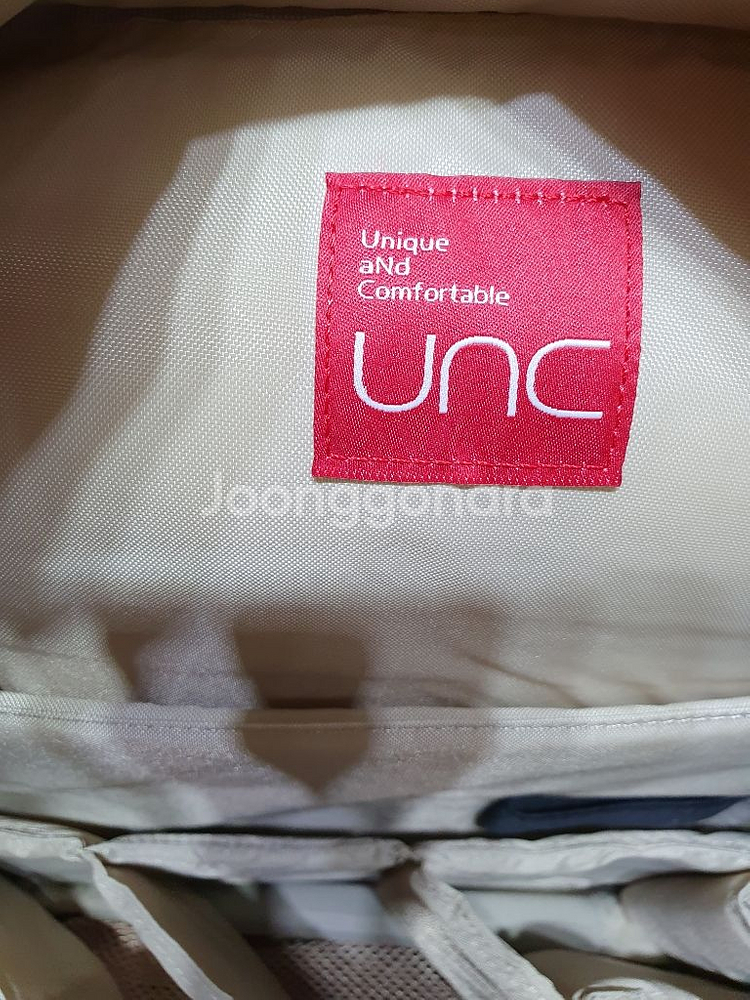 Unique
aNd
Comfortable
unc
Joonggonara